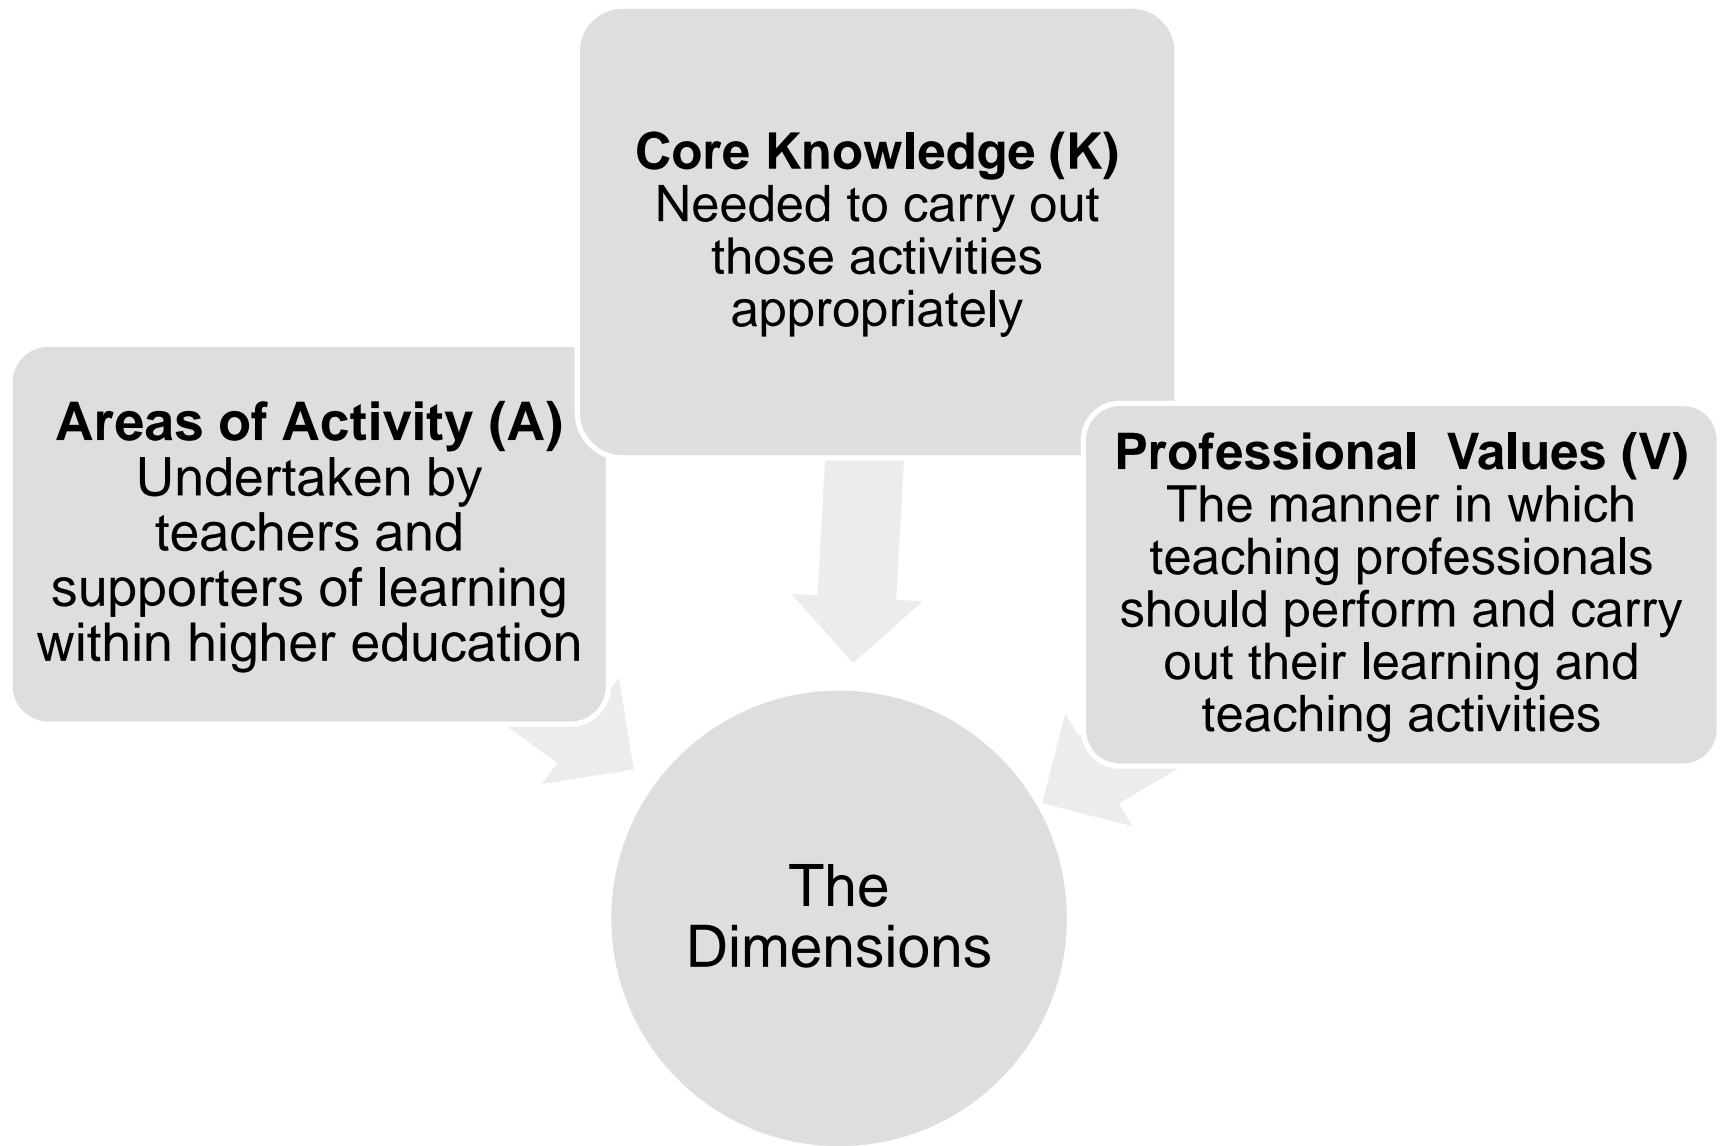 Core Knowledge (K)
Needed to carry out
those activities
appropriately
Areas of Activity (A)
Undertaken by
teachers and
supporters of learning
within higher education
Professional  Values (V)
The manner in which
teaching professionals
should perform and carry
out their learning and
teaching activities
The
Dimensions